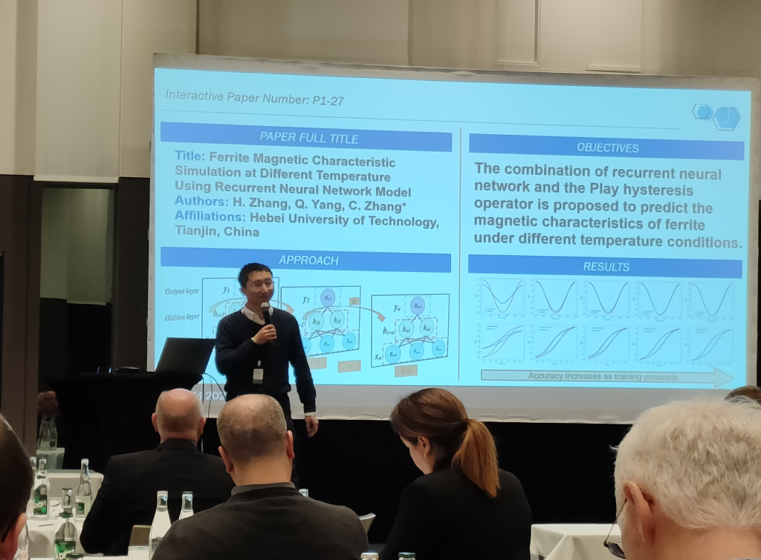 Interactive Paper Number: P1-27
PAPER FULL TITLE
Title: Ferrite Magnetic Characteristic
Simulation at Different Temperature
Using Recurrent Neural Network Model
Authors: H. Zhang, Q. Yang, C. Zhang*
Affiliations: Hebei University of Technology,
Tianjin, China
APPROACH
Output layer
Hidden layer
OBJECTIVES
The combination of recurrent neural
network and the Play hysteresis
operator is proposed to predict the
magnetic characteristics of ferrite
under different temperature conditions.
RESULTS
Accuracy increases as training proceeds